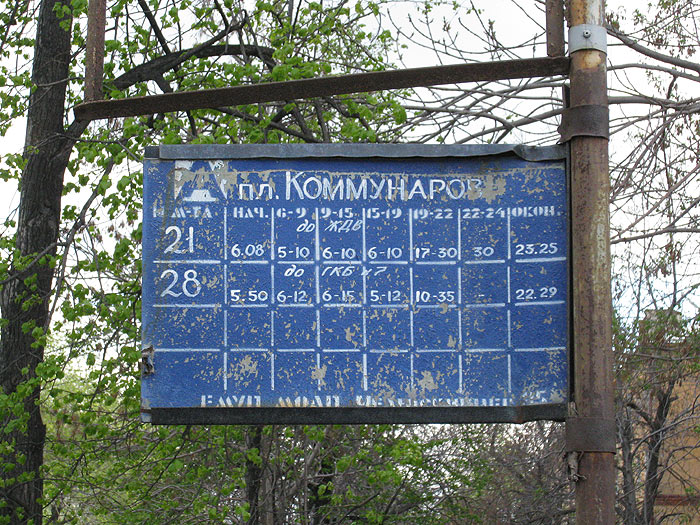 пл. КОММУНАРОВ
№ М-ТА НАЧ. 6-9 9-15 15-19 19-22 22-24 ОКОН.
до ЖДВ
21 6.08 5-10 6-10 6-10 17-30 30 23.25
до ГКБ №7
28 5.50 6-12 6-15 5-12 10-35 22.29